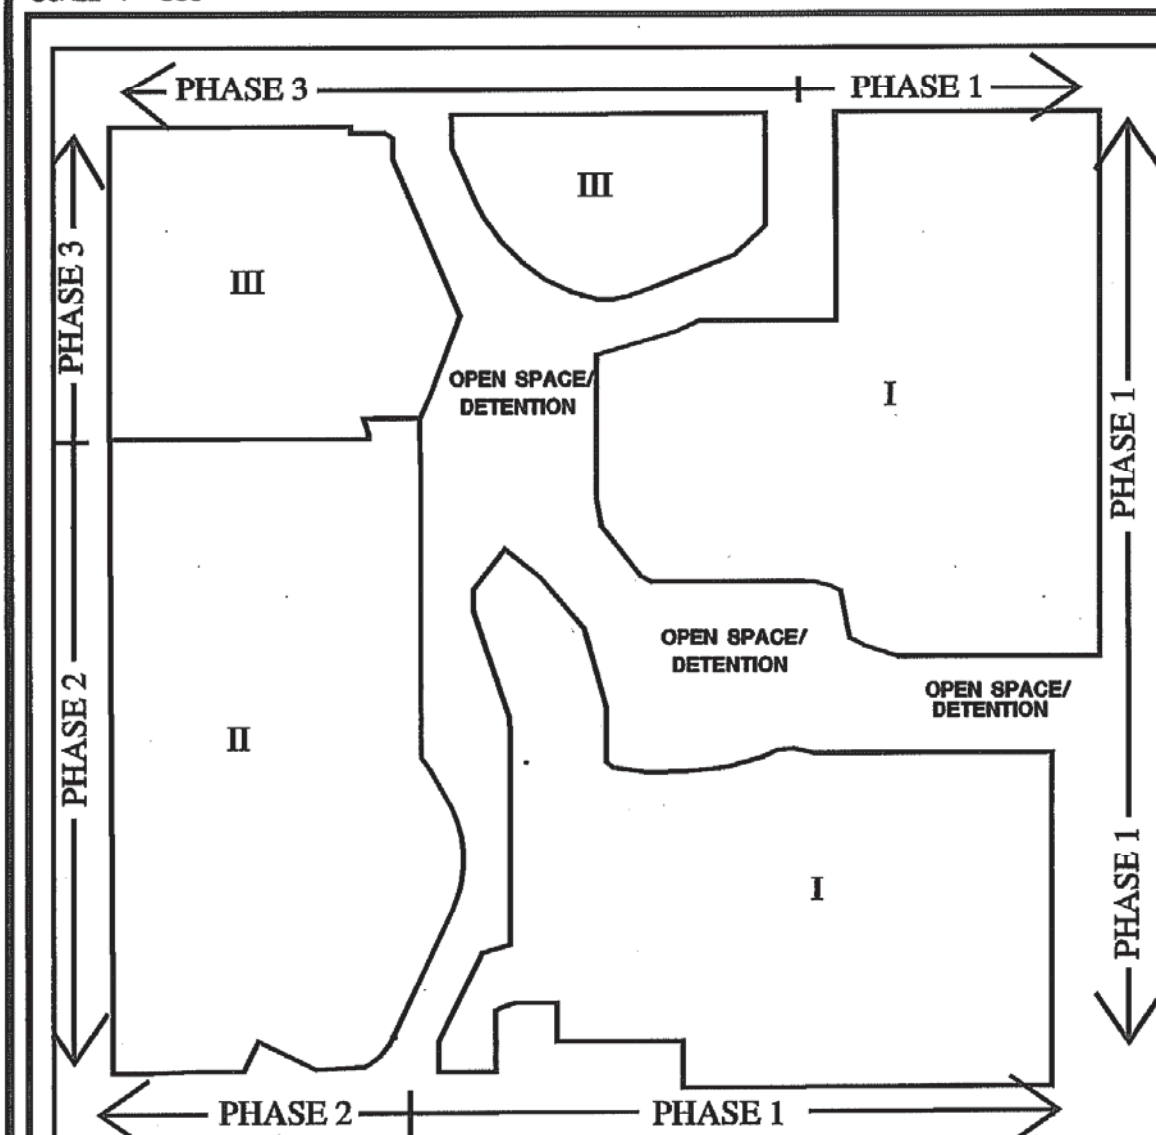 PHASE 3
PHASE 1
III
III
PHASE 3
I
OPEN SPACE/
DETENTION
PHASE 1
OPEN SPACE/
DETENTION
OPEN SPACE/
DETENTION
PHASE 2
II
I
PHASE 1
PHASE 2
PHASE 1